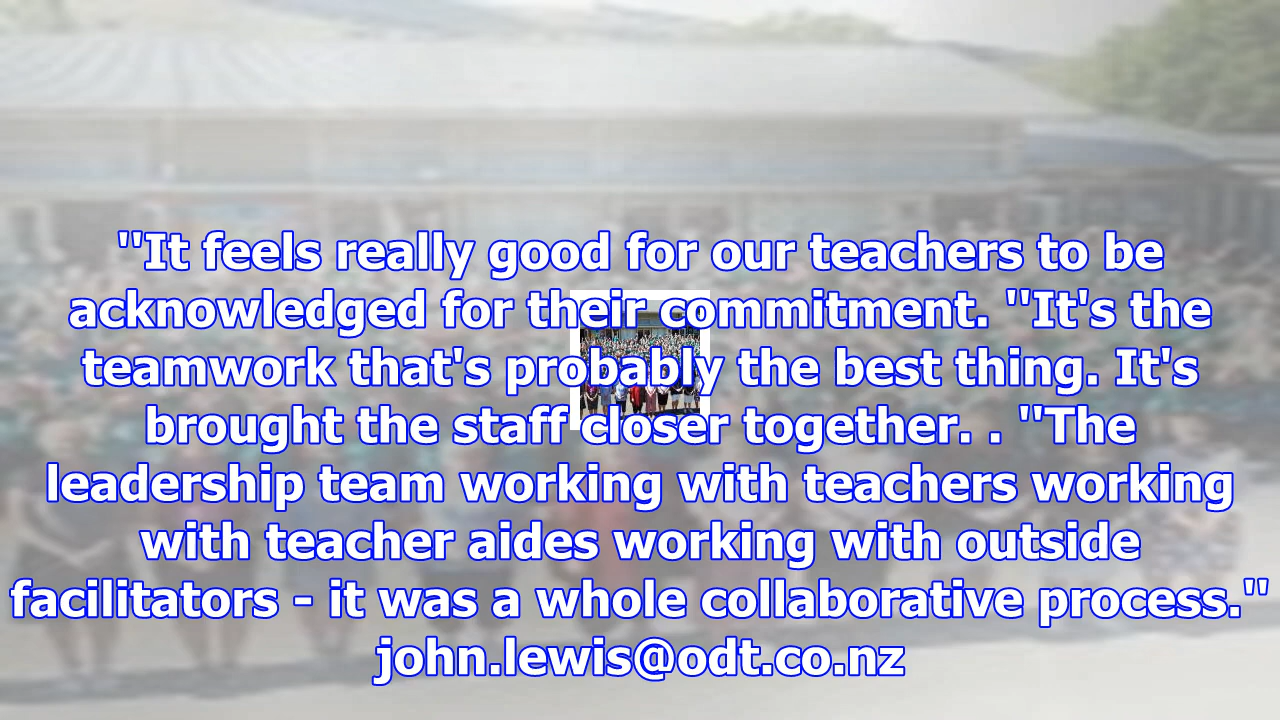 "It feels really good for our teachers to be
acknowledged for their commitment. "It's the
teamwork that's probably the best thing. It's
brought the staff closer together. . "The
leadership team working with teachers working
with teacher aides working with outside
facilitators - it was a whole collaborative process."
john.lewis@odt.co.nz